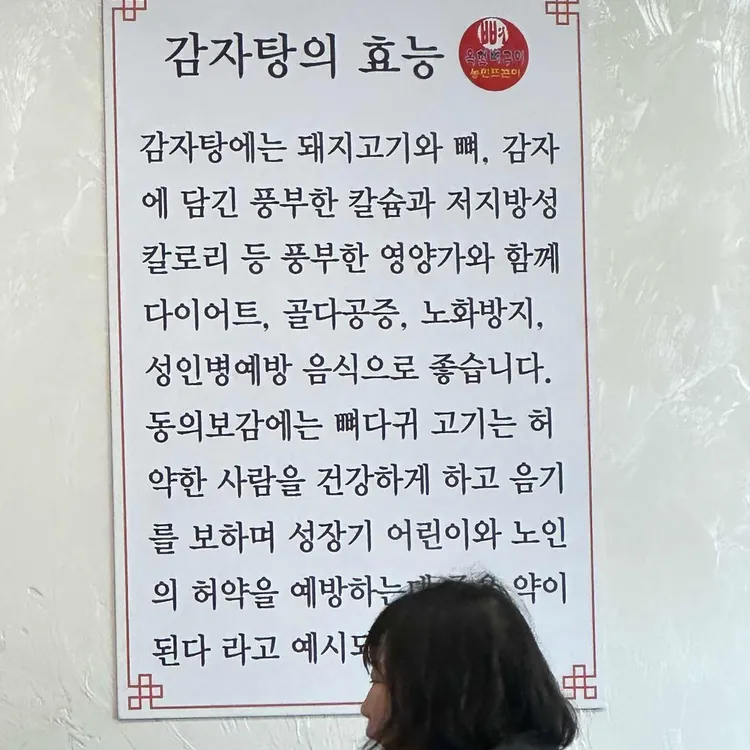 감자탕의 효능
감자탕에는 돼지고기와 뼈, 감자
에 담긴 풍부한 칼슘과 저지방성
칼로리 등 풍부한 영양가와 함께
다이어트, 골다공증, 노화방지,
성인병예방 음식으로 좋습니다.
동의보감에는 뼈다귀 고기는 허
약한 사람을 건강하게 하고 음기
를 보하며 성장기 어린이와 노인
의 허약을 예방하는데 약이
된다 라고